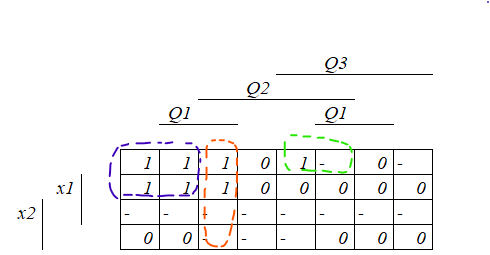 Q3
Q2
Q1 Q1
1 1 1 0 1 - 0 -
x1 1 1 1 0 0 0 0 0
x2 - - - - - - - -
0 0 - - - 0 0 0